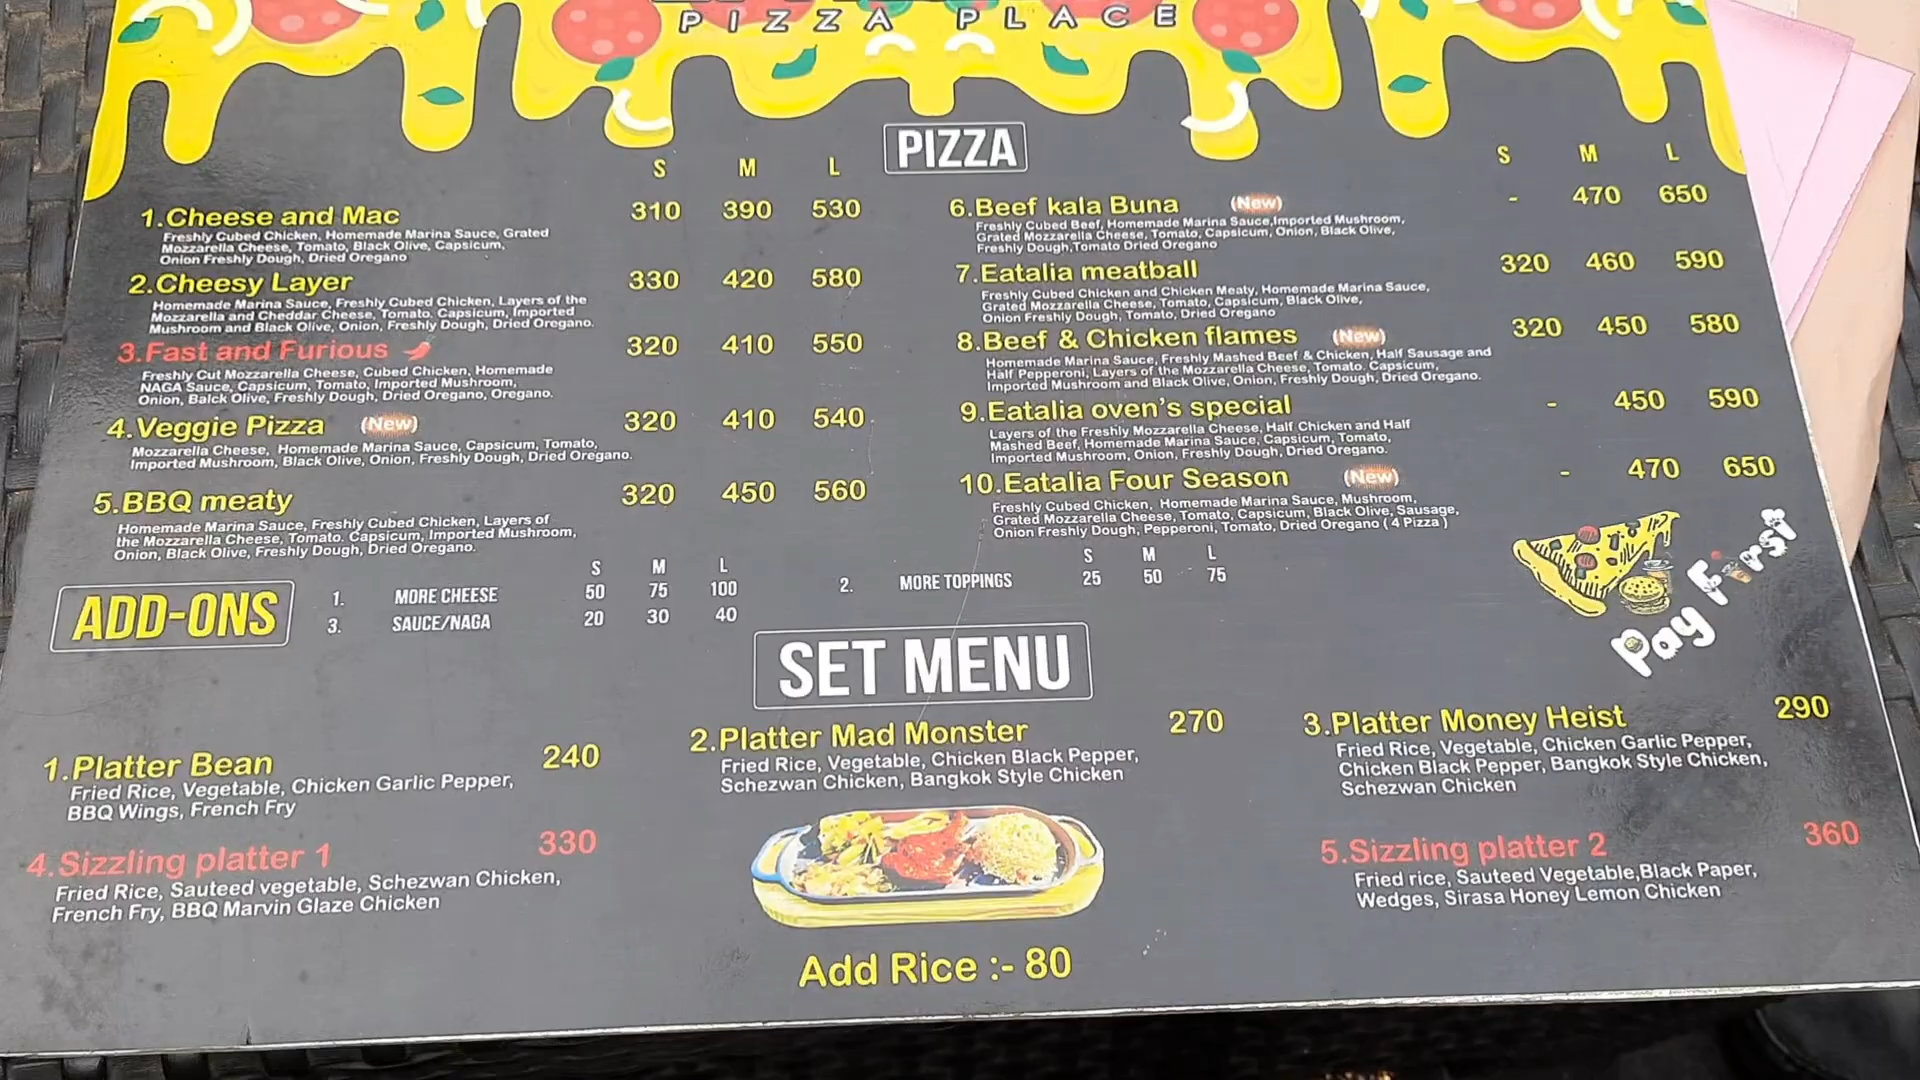 PIZZA PLACE
PIZZA
S M L
1.Cheese and Mac 310 390 530
Freshly Cubed Chicken, Homemade Marina Sauce, Grated
Mozzarella Cheese, Tomato, Black Olive, Capsicum,
Onion Freshly Dough, Dried Oregano
2.Cheesy Layer 330 420 580
Homemade Marina Sauce, Freshly Cubed Chicken, Layers of the
Mozzarella and Cheddar Cheese, Tomato, Capsicum, Imported
Mushroom and Black Olive, Onion, Freshly Dough, Dried Oregano.
3.Fast and Furious 320 410 550
Freshly Cut Mozzarella Cheese, Cubed Chicken, Homemade
NAGA Sauce, Capsicum, Tomato, Imported Mushroom,
Onion, Balck Olive, Freshly Dough, Dried Oregano, Oregano.
4.Veggie Pizza (New) 320 410 540
Mozzarella Cheese, Homemade Marina Sauce, Capsicum, Tomato,
Imported Mushroom, Black Olive, Onion, Freshly Dough, Dried Oregano.
5.BBQ meaty 320 450 560
Homemade Marina Sauce, Freshly Cubed Chicken, Layers of
the Mozzarella Cheese, Tomato. Capsicum, Imported Mushroom,
Onion, Black Olive, Freshly Dough, Dried Oregano.
S M L
6.Beef kala Buna (New) - 470 650
Freshly Cubed Beef, Homemade Marina Sauce,Imported Mushroom,
Grated Mozzarella Cheese, Tomato, Capsicum, Onion, Black Olive,
Freshly Dough,Tomato Dried Oregano
7.Eatalia meatball 320 460 590
Freshly Cubed Chicken and Chicken Meaty, Homemade Marina Sauce,
Grated Mozzarella Cheese, Tomato, Capsicum, Black Olive,
Onion Freshly Dough, Tomato, Dried Oregano
8.Beef & Chicken flames (New) 320 450 580
Homemade Marina Sauce, Freshly Mashed Beef & Chicken, Half Sausage and
Half Pepperoni, Layers of the Mozzarella Cheese, Tomato. Capsicum,
Imported Mushroom and Black Olive, Onion, Freshly Dough, Dried Oregano.
9.Eatalia oven's special - 450 590
Layers of the Freshly Mozzarella Cheese, Half Chicken and Half
Mashed Beef, Homemade Marina Sauce, Capsicum, Tomato,
Imported Mushroom, Onion, Freshly Dough, Dried Oregano.
10.Eatalia Four Season (New) - 470 650
Freshly Cubed Chicken, Homemade Marina Sauce, Mushroom,
Grated Mozzarella Cheese, Tomato, Capsicum, Black Olive, Sausage,
Onion Freshly Dough, Pepperoni, Tomato, Dried Oregano ( 4 Pizza )
Pay First
ADD-ONS
S M L
1. MORE CHEESE 50 75 100
3. SAUCE/NAGA 20 30 40
S M L
2. MORE TOPPINGS 25 50 75
SET MENU
1.Platter Bean 240
Fried Rice, Vegetable, Chicken Garlic Pepper,
BBQ Wings, French Fry
2.Platter Mad Monster 270
Fried Rice, Vegetable, Chicken Black Pepper,
Schezwan Chicken, Bangkok Style Chicken
3.Platter Money Heist 290
Fried Rice, Vegetable, Chicken Garlic Pepper,
Chicken Black Pepper, Bangkok Style Chicken,
Schezwan Chicken
4.Sizzling platter 1 330
Fried Rice, Sauteed vegetable, Schezwan Chicken,
French Fry, BBQ Marvin Glaze Chicken
5.Sizzling platter 2 360
Fried rice, Sauteed Vegetable,Black Paper,
Wedges, Sirasa Honey Lemon Chicken
Add Rice :- 80